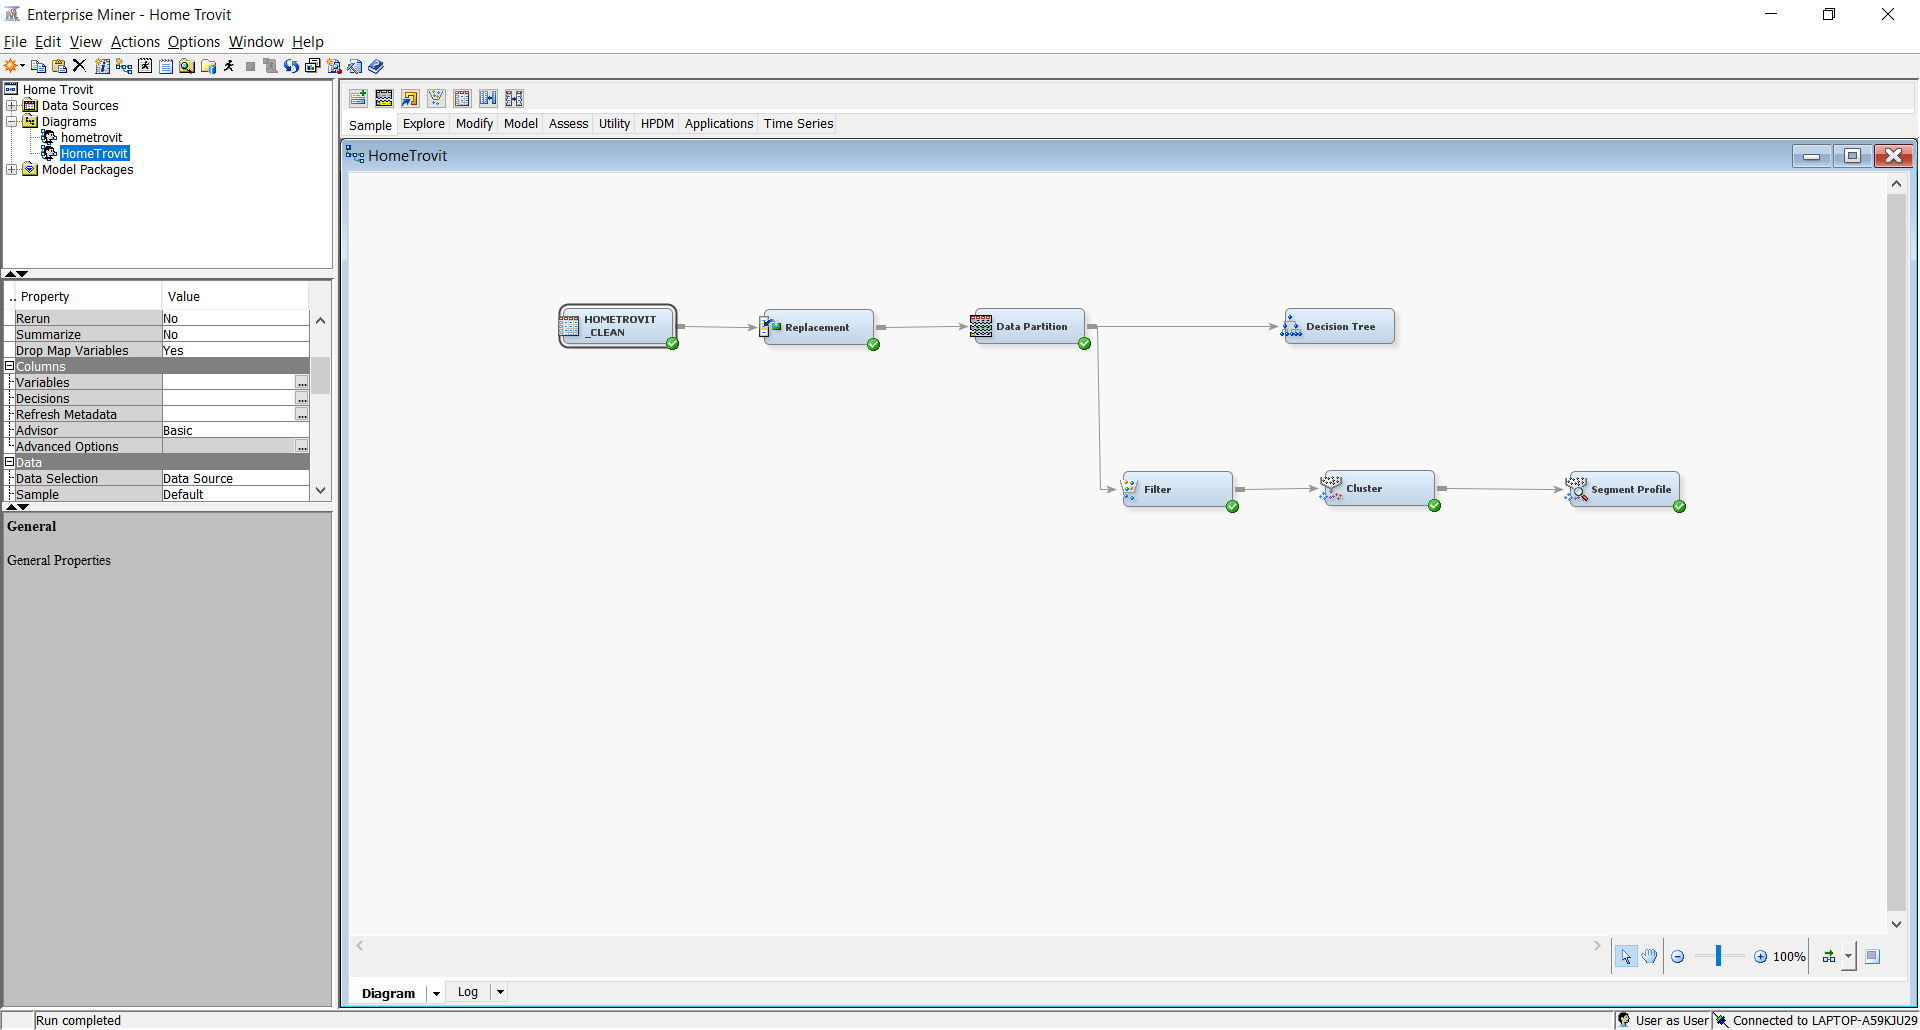 Enterprise Miner - Home Trovit
File Edit View Actions Options Window Help
Home Trovit
Data Sources
Diagrams
hometrovit
HomeTrovit
Model Packages
.. Property Value
Rerun No
Summarize No
Drop Map Variables Yes
Columns
Variables ...
Decisions ...
Refresh Metadata ...
Advisor Basic
Advanced Options ...
Data
Data Selection Data Source
Sample Default
General
General Properties
Sample Explore Modify Model Assess Utility HPDM Applications Time Series
HomeTrovit
HOMETROVIT
_CLEAN
Replacement
Data Partition
Decision Tree
Filter
Cluster
Segment Profile
100%
Diagram Log
Run completed
User as User Connected to LAPTOP-A59KJU29